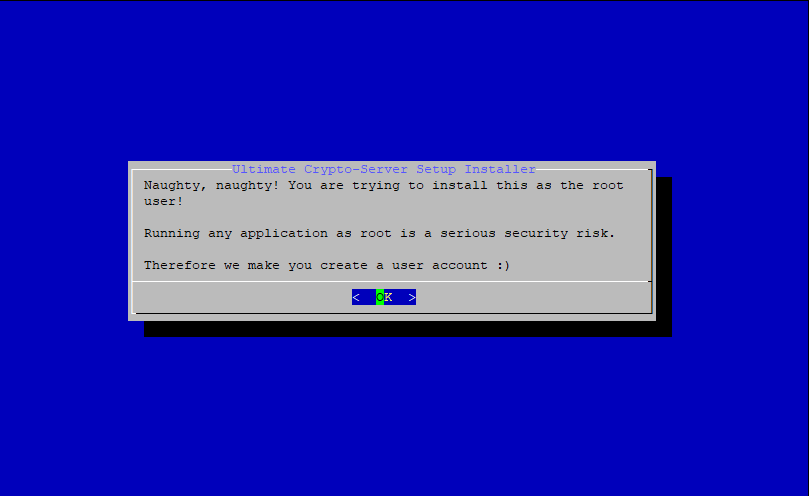 Ultimate Crypto-Server Setup Installer
Naughty, naughty! You are trying to install this as the root
user!
Running any application as root is a serious security risk.
Therefore we make you create a user account :)
<  OK  >